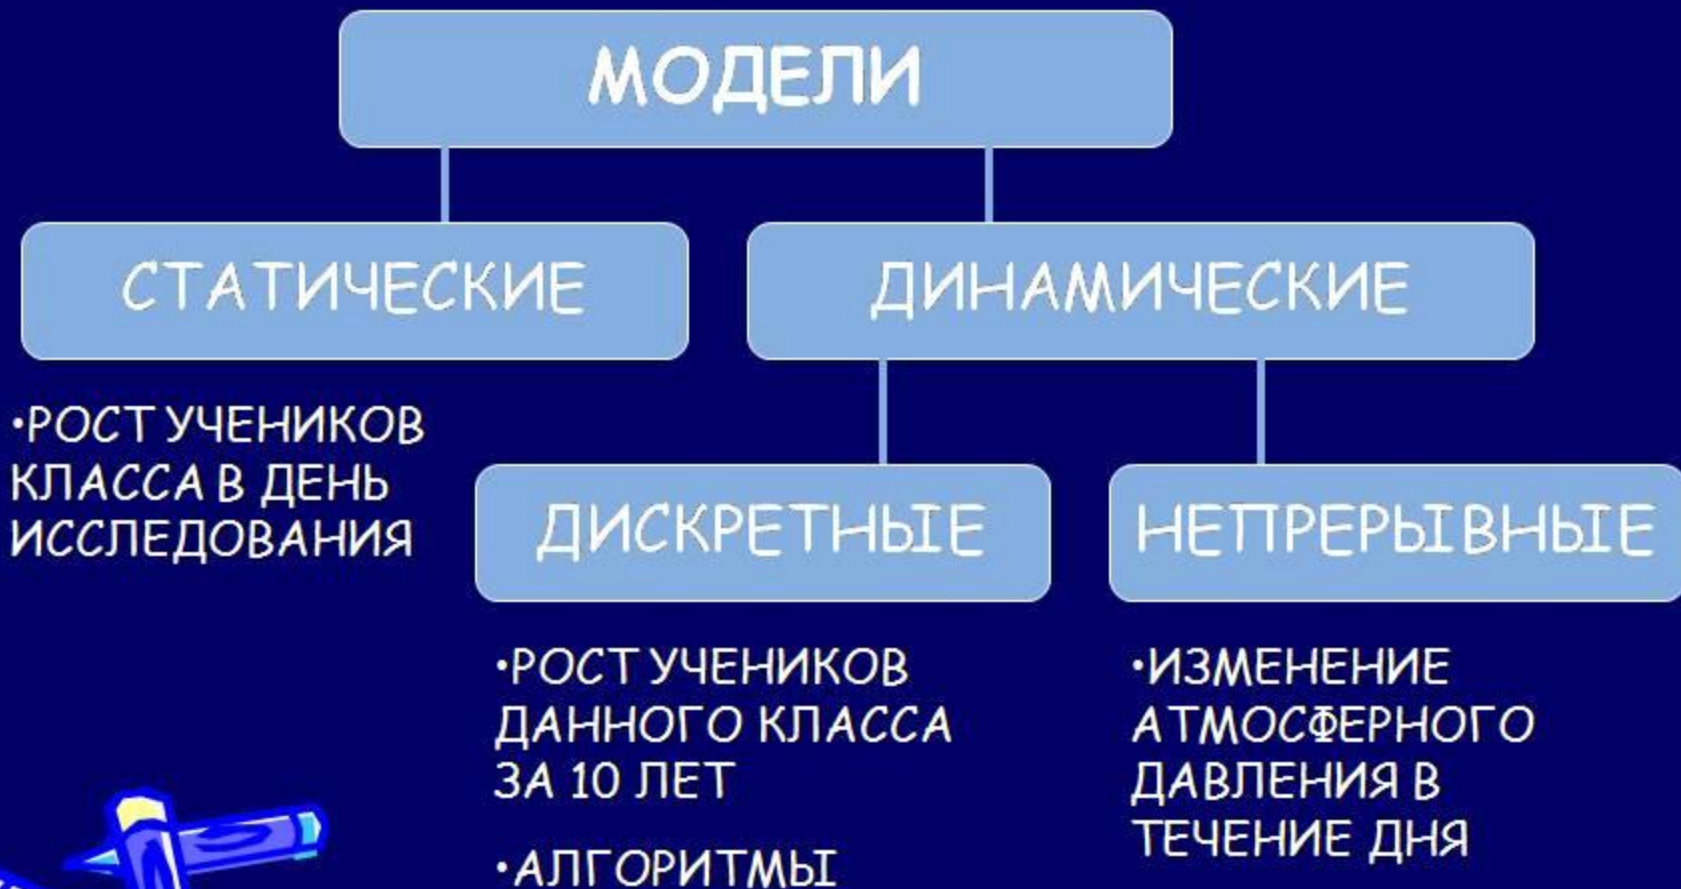 МОДЕЛИ
СТАТИЧЕСКИЕ
ДИНАМИЧЕСКИЕ
•РОСТ УЧЕНИКОВ
КЛАССА В ДЕНЬ
ИССЛЕДОВАНИЯ
ДИСКРЕТНЫЕ
НЕПРЕРЫВНЫЕ
•РОСТ УЧЕНИКОВ
ДАННОГО КЛАССА
ЗА 10 ЛЕТ
•АЛГОРИТМЫ
•ИЗМЕНЕНИЕ
АТМОСФЕРНОГО
ДАВЛЕНИЯ В
ТЕЧЕНИЕ ДНЯ